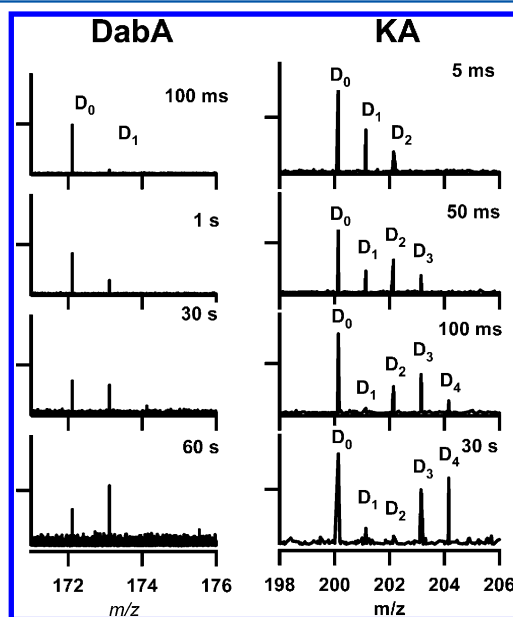 DabA
KA
D0
D1
100 ms
D0
D1
D2
5 ms
1 s
D0
D1
D2
D3
50 ms
30 s
D0
D1
D2
D3
D4
100 ms
60 s
D0
D1
D2
D3
D4
30 s
172 174 176
m/z
198 200 202 204 206
m/z